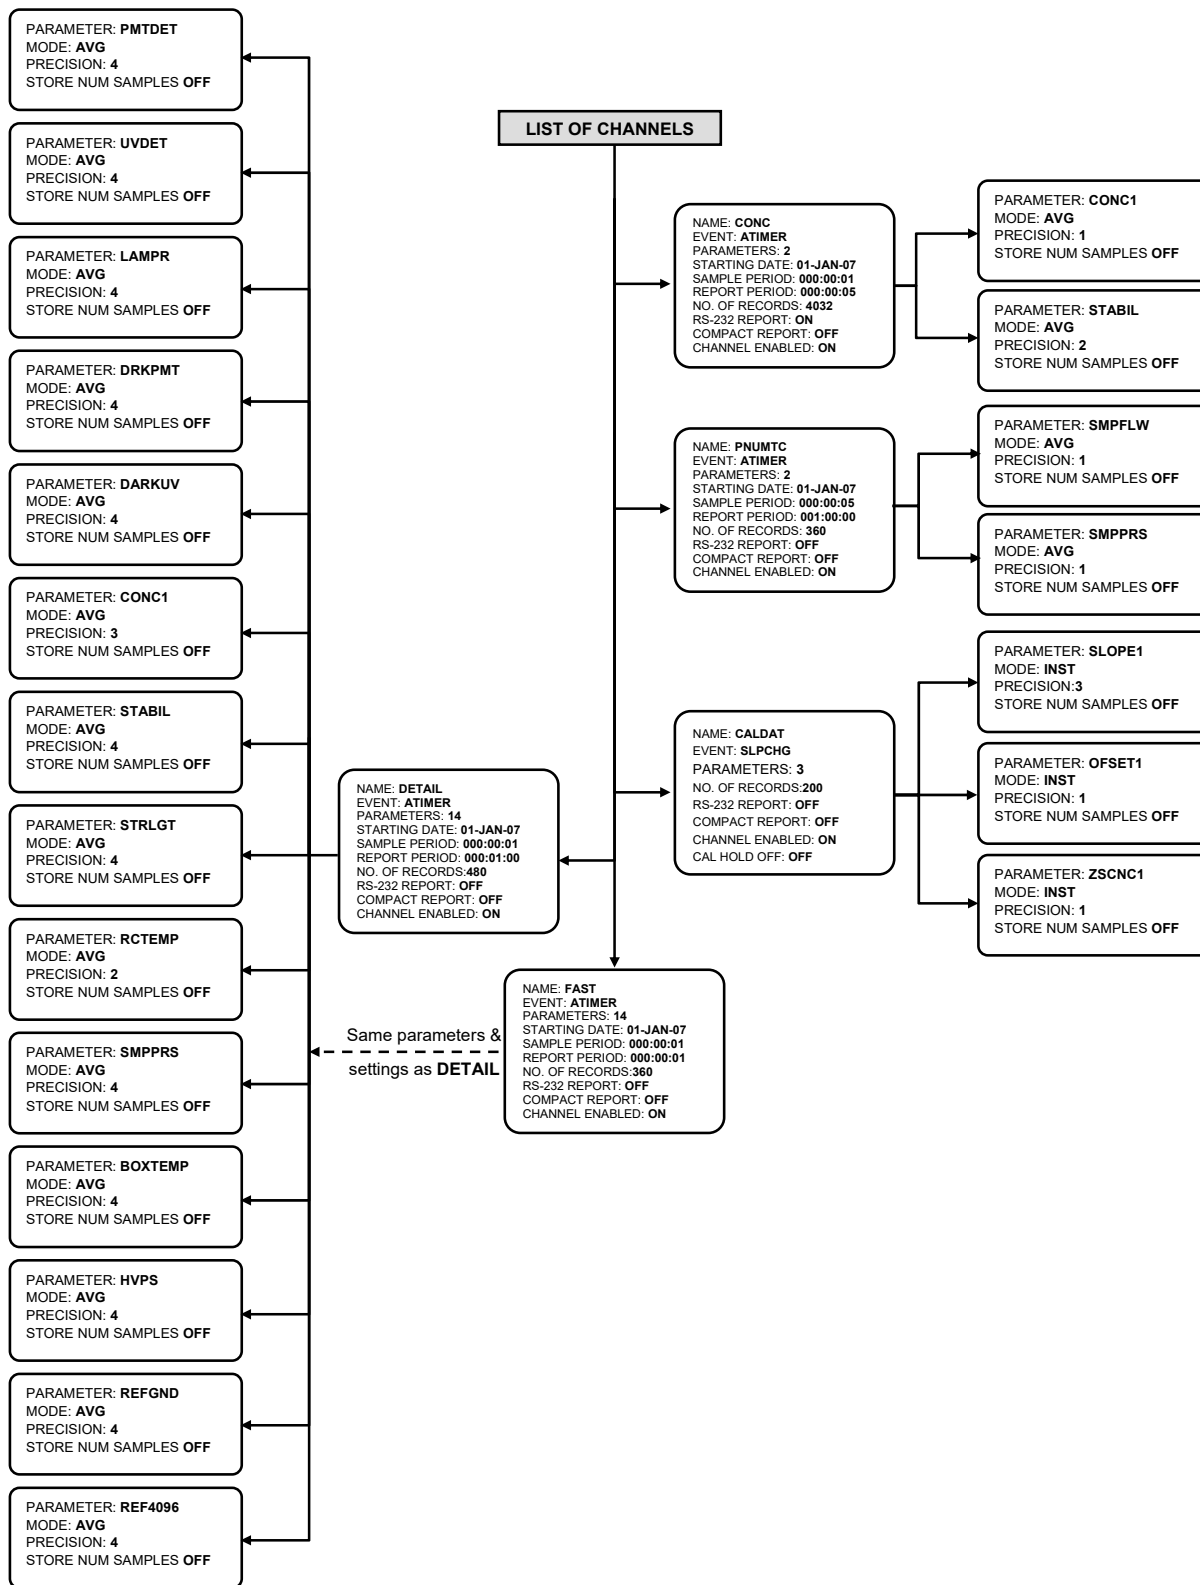 PARAMETER: PMTDET
MODE: AVG
PRECISION: 4
STORE NUM SAMPLES OFF
PARAMETER: UVDET
MODE: AVG
PRECISION: 4
STORE NUM SAMPLES OFF
PARAMETER: LAMPR
MODE: AVG
PRECISION: 4
STORE NUM SAMPLES OFF
PARAMETER: DRKPMT
MODE: AVG
PRECISION: 4
STORE NUM SAMPLES OFF
PARAMETER: DARKUV
MODE: AVG
PRECISION: 4
STORE NUM SAMPLES OFF
PARAMETER: CONC1
MODE: AVG
PRECISION: 3
STORE NUM SAMPLES OFF
PARAMETER: STABIL
MODE: AVG
PRECISION: 4
STORE NUM SAMPLES OFF
PARAMETER: STRLGT
MODE: AVG
PRECISION: 4
STORE NUM SAMPLES OFF
PARAMETER: RCTEMP
MODE: AVG
PRECISION: 2
STORE NUM SAMPLES OFF
PARAMETER: SMPPRS
MODE: AVG
PRECISION: 4
STORE NUM SAMPLES OFF
PARAMETER: BOXTEMP
MODE: AVG
PRECISION: 4
STORE NUM SAMPLES OFF
PARAMETER: HVPS
MODE: AVG
PRECISION: 4
STORE NUM SAMPLES OFF
PARAMETER: REFGND
MODE: AVG
PRECISION: 4
STORE NUM SAMPLES OFF
PARAMETER: REF4096
MODE: AVG
PRECISION: 4
STORE NUM SAMPLES OFF
LIST OF CHANNELS
NAME: CONC
EVENT: ATIMER
PARAMETERS: 2
STARTING DATE: 01-JAN-07
SAMPLE PERIOD: 000:00:01
REPORT PERIOD: 000:00:05
NO. OF RECORDS: 4032
RS-232 REPORT: ON
COMPACT REPORT: OFF
CHANNEL ENABLED: ON
NAME: PNUMTC
EVENT: ATIMER
PARAMETERS: 2
STARTING DATE: 01-JAN-07
SAMPLE PERIOD: 000:00:05
REPORT PERIOD: 001:00:00
NO. OF RECORDS: 360
RS-232 REPORT: OFF
COMPACT REPORT: OFF
CHANNEL ENABLED: ON
NAME: CALDAT
EVENT: SLPCHG
PARAMETERS: 3
NO. OF RECORDS:200
RS-232 REPORT: OFF
COMPACT REPORT: OFF
CHANNEL ENABLED: ON
CAL HOLD OFF: OFF
NAME: DETAIL
EVENT: ATIMER
PARAMETERS: 14
STARTING DATE: 01-JAN-07
SAMPLE PERIOD: 000:00:01
REPORT PERIOD: 000:01:00
NO. OF RECORDS:480
RS-232 REPORT: OFF
COMPACT REPORT: OFF
CHANNEL ENABLED: ON
NAME: FAST
EVENT: ATIMER
PARAMETERS: 14
STARTING DATE: 01-JAN-07
SAMPLE PERIOD: 000:00:01
REPORT PERIOD: 000:00:01
NO. OF RECORDS:360
RS-232 REPORT: OFF
COMPACT REPORT: OFF
CHANNEL ENABLED: ON
Same parameters &
settings as DETAIL
PARAMETER: CONC1
MODE: AVG
PRECISION: 1
STORE NUM SAMPLES OFF
PARAMETER: STABIL
MODE: AVG
PRECISION: 2
STORE NUM SAMPLES OFF
PARAMETER: SMPFLW
MODE: AVG
PRECISION: 1
STORE NUM SAMPLES OFF
PARAMETER: SMPPRS
MODE: AVG
PRECISION: 1
STORE NUM SAMPLES OFF
PARAMETER: SLOPE1
MODE: INST
PRECISION:3
STORE NUM SAMPLES OFF
PARAMETER: OFSET1
MODE: INST
PRECISION: 1
STORE NUM SAMPLES OFF
PARAMETER: ZSCNC1
MODE: INST
PRECISION: 1
STORE NUM SAMPLES OFF